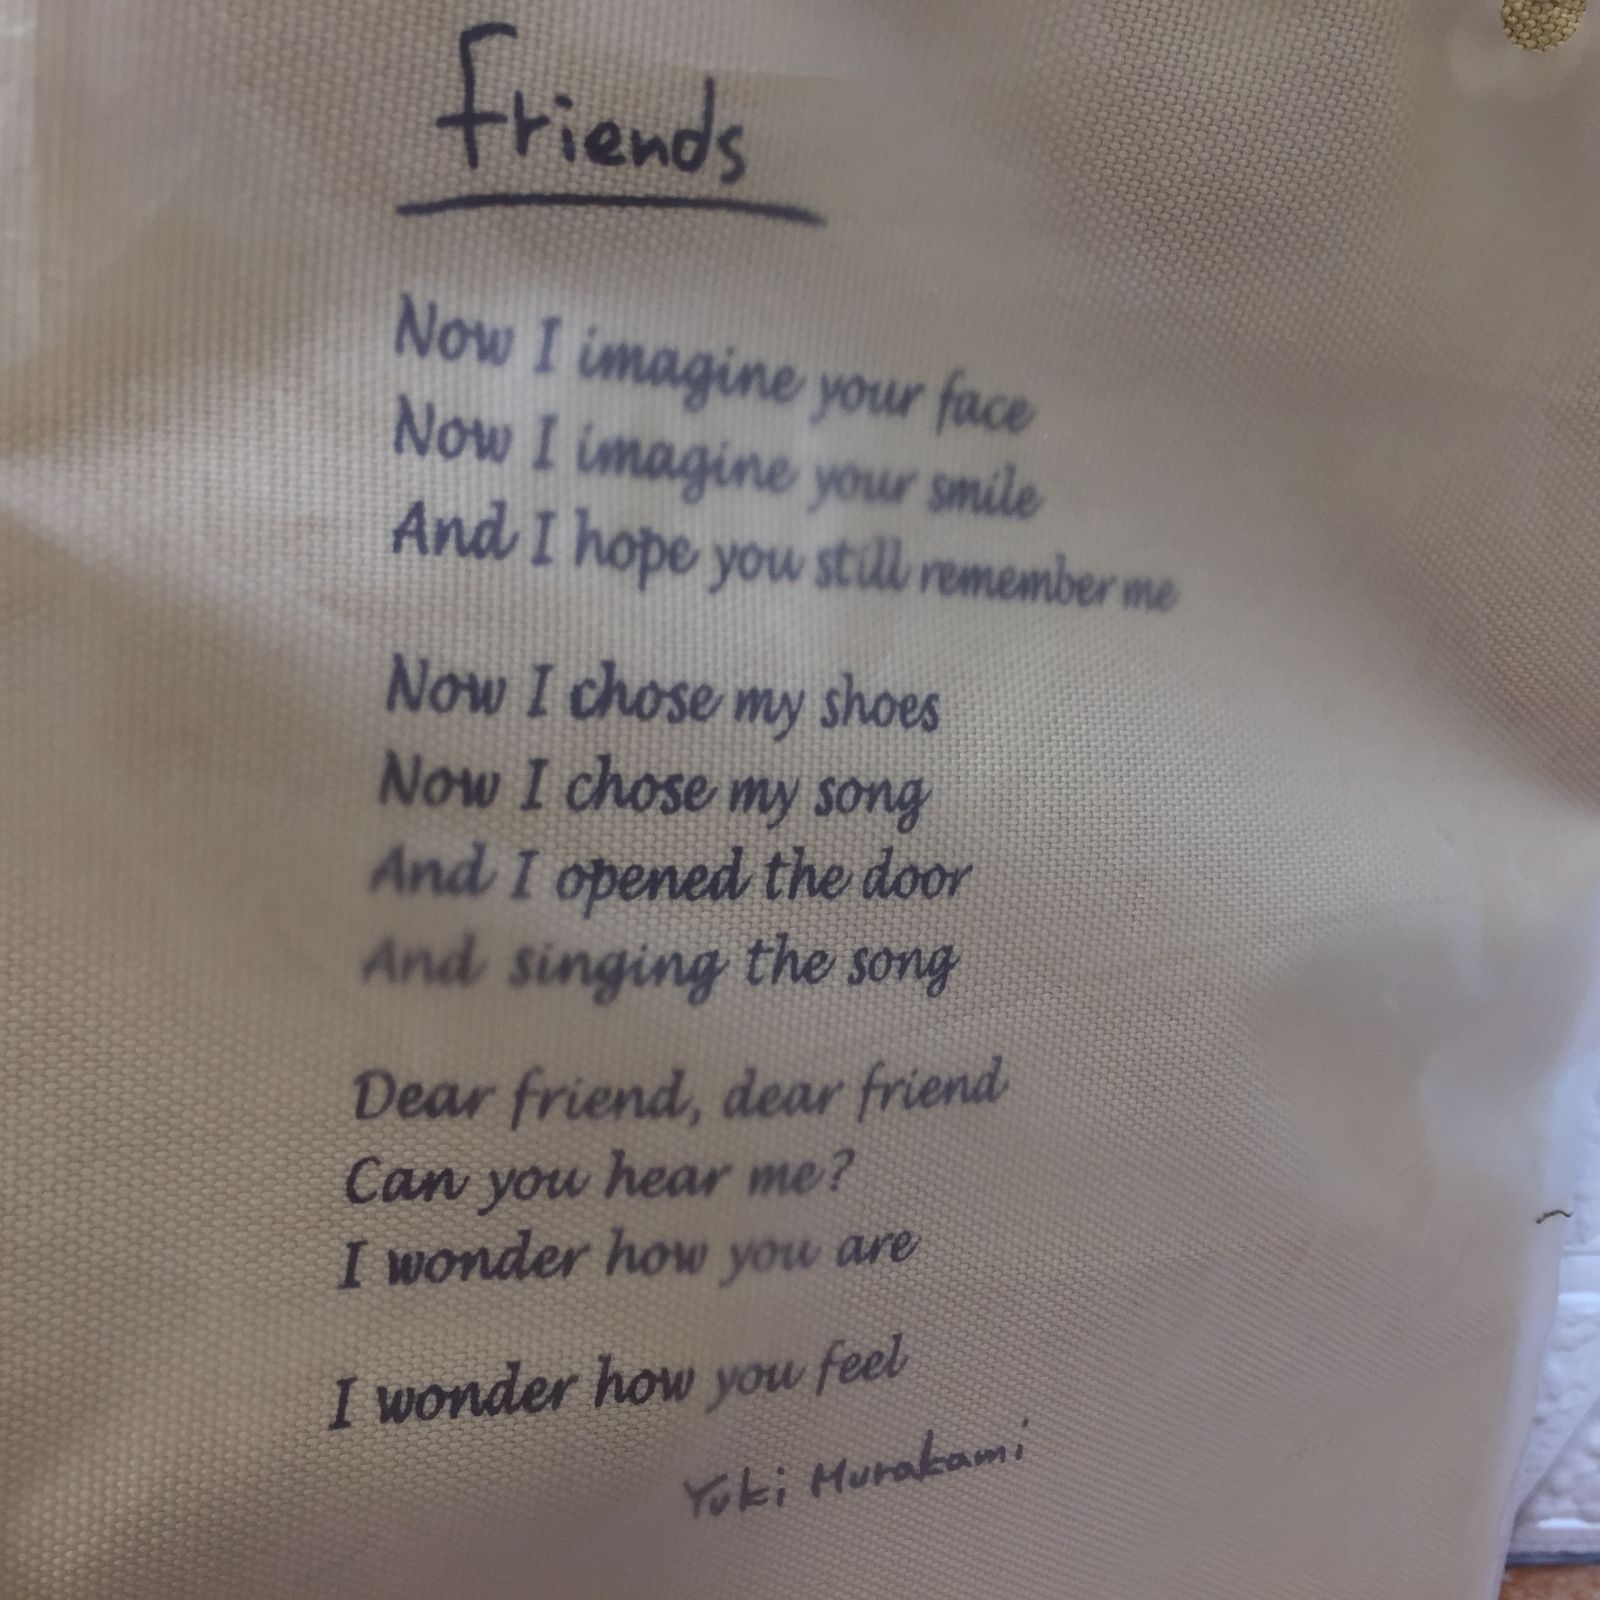 Friends
Now I imagine your face
Now I imagine your smile
And I hope you still remember me
Now I chose my shoes
Now I chose my song
And I opened the door
And singing the song
Dear friend, dear friend
Can you hear me?
I wonder how you are
I wonder how you feel
Yuki Murakami